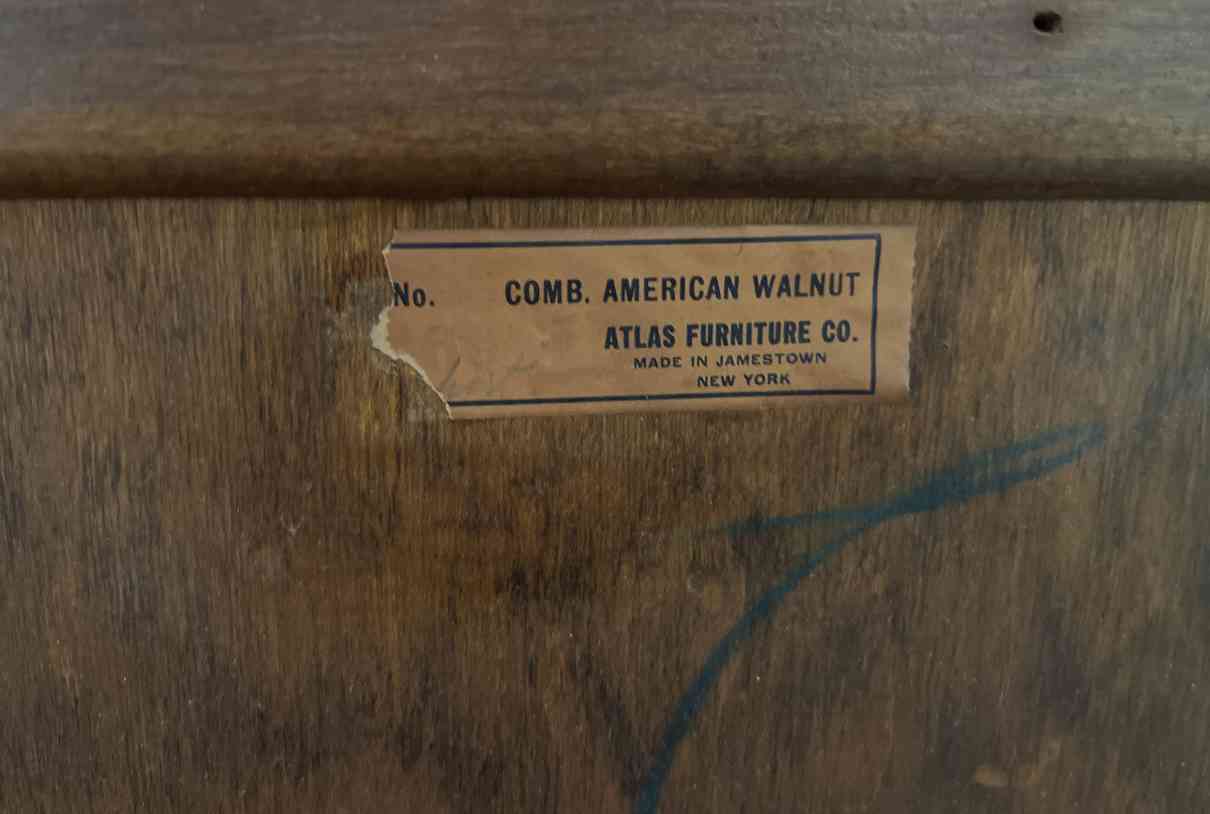 No. COMB. AMERICAN WALNUT
ATLAS FURNITURE CO.
MADE IN JAMESTOWN
NEW YORK